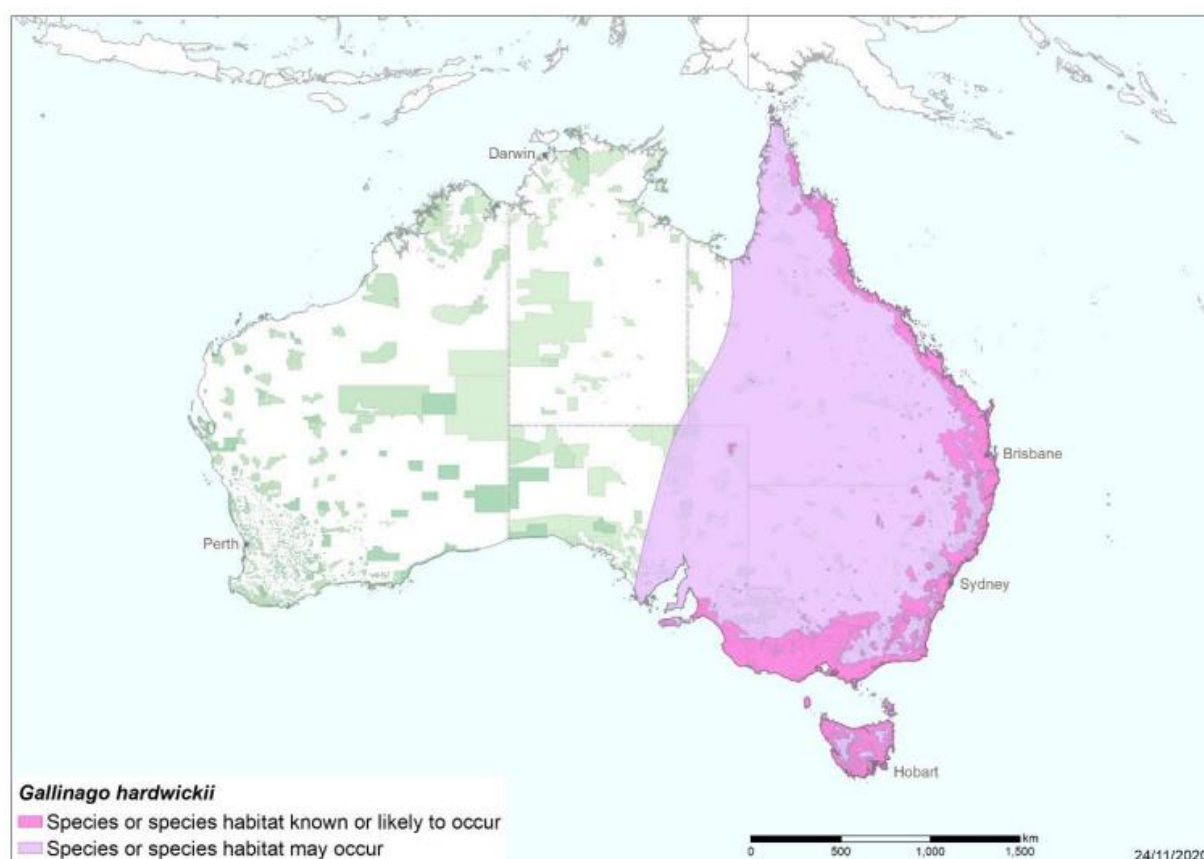 Darwin
Brisbane
Perth
Sydney
Hobart
Gallinago hardwickii
Species or species habitat known or likely to occur
Species or species habitat may occur
km
0 500 1,000 1,500